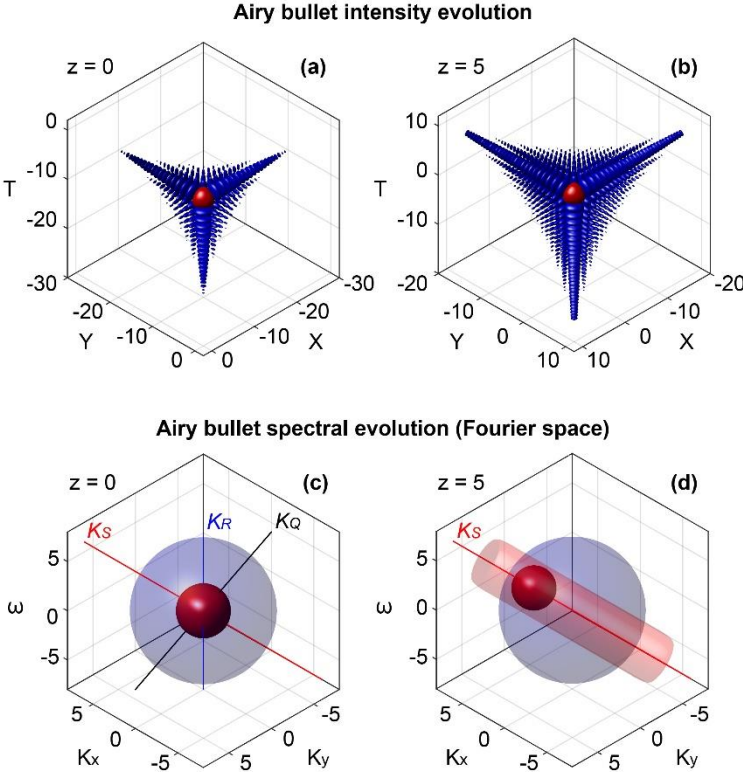 Airy bullet intensity evolution
z = 0
(a)
T
0
-10
-20
-30
-20
-10
0
Y
0
-10
-20
-30
X
z = 5
(b)
T
10
0
-10
-20
-10
0
10
Y
10
0
-10
-20
X
Airy bullet spectral evolution (Fourier space)
z = 0
(c)
KS
KR
KQ
ω
5
0
-5
5
0
-5
Kx
5
0
-5
Ky
z = 5
(d)
KS
ω
5
0
-5
5
0
-5
Kx
5
0
-5
Ky